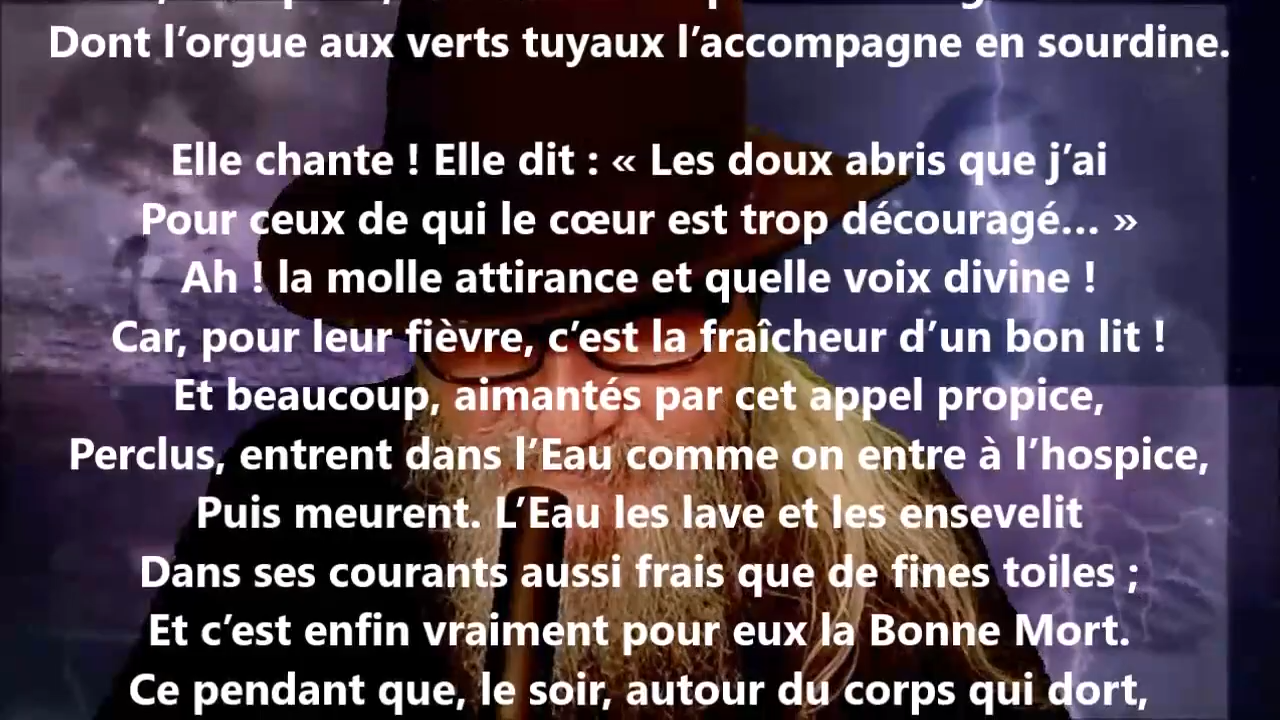 Dont l’orgue aux verts tuyaux l’accompagne en sourdine.
Elle chante ! Elle dit : « Les doux abris que j’ai
Pour ceux de qui le cœur est trop découragé… »
Ah ! la molle attirance et quelle voix divine !
Car, pour leur fièvre, c’est la fraîcheur d’un bon lit !
Et beaucoup, aimantés par cet appel propice,
Perclus, entrent dans l’Eau comme on entre à l’hospice,
Puis meurent. L’Eau les lave et les ensevelit
Dans ses courants aussi frais que de fines toiles ;
Et c’est enfin vraiment pour eux la Bonne Mort.
Ce pendant que, le soir, autour du corps qui dort,